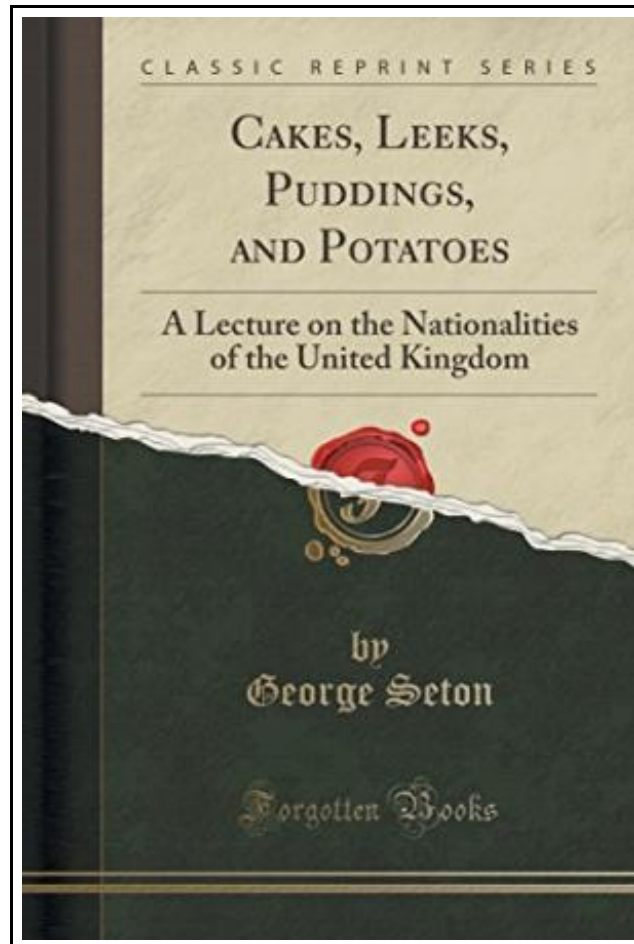 CLASSIC REPRINT SERIES
CAKES, LEEKS,
PUDDINGS,
AND POTATOES
A Lecture on the Nationalities
of the United Kingdom
by
George Seton
Forgotten Books